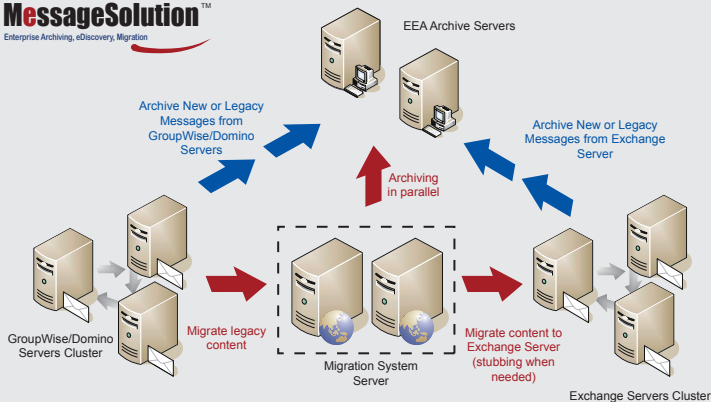 MessageSolution™
Enterprise Archiving, eDiscovery, Migration
EEA Archive Servers
Archive New or Legacy
Messages from
GroupWise/Domino
Servers
Archive New or Legacy
Messages from Exchange
Server
Archiving
in parallel
GroupWise/Domino
Servers Cluster
Migrate legacy
content
Migration System
Server
Migrate content to
Exchange Server
(stubbing when
needed)
Exchange Servers Cluster